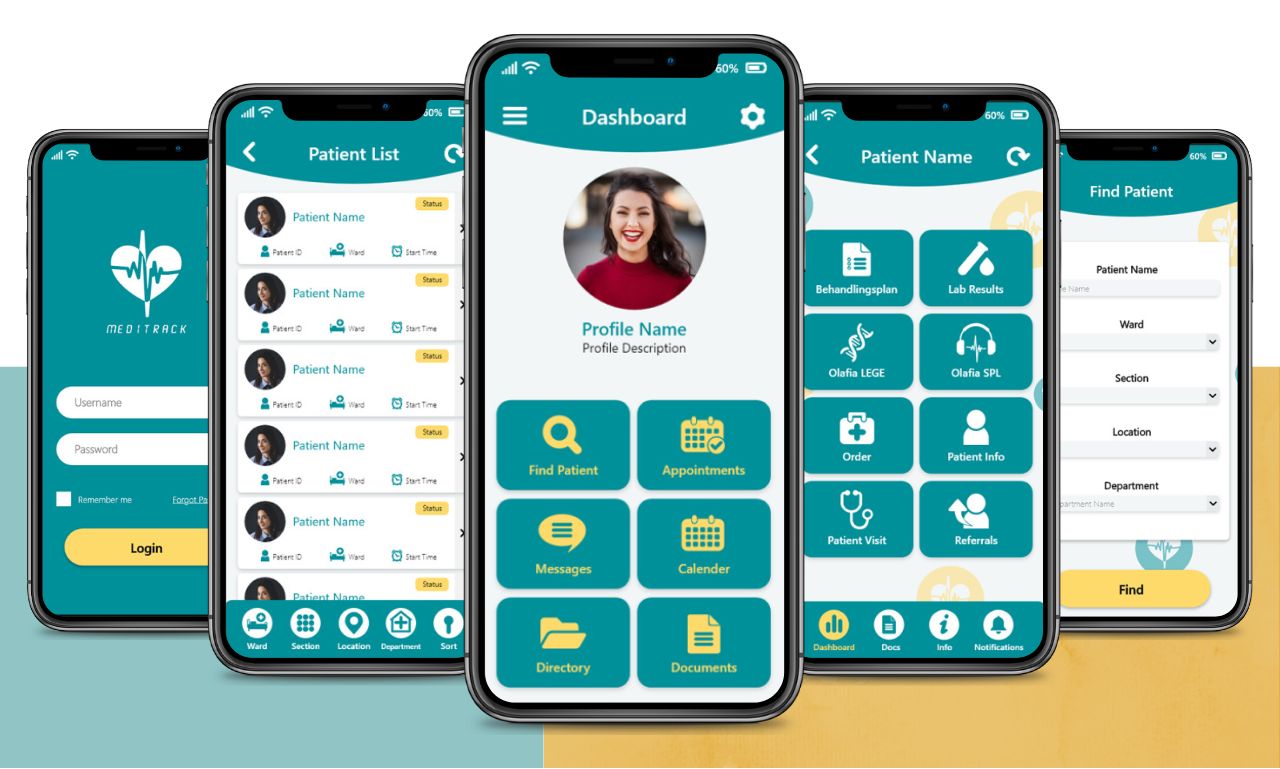 MEDITRACK
Username
Password
Remember me
Forgot Pa
Login
60%
Patient List
Status
Patient Name
Patient ID
Ward
Start Time
Status
Patient Name
Patient ID
Ward
Start Time
Status
Patient Name
Patient ID
Ward
Start Time
Status
Patient Name
Patient ID
Ward
Start Time
Status
Patient Name
Patient ID
Ward
Start Time
Status
Patient Name
Ward
Section
Location
Department
Sort
60%
Dashboard
Profile Name
Profile Description
Find Patient
Appointments
Messages
Calender
Directory
Documents
60%
Patient Name
Behandlingsplan
Lab Results
Olafia LEGE
Olafia SPL
Order
Patient Info
Patient Visit
Referrals
Dashboard
Docs
Info
Notifications
60%
Find Patient
Patient Name
e Name
Ward
Section
Location
Department
partment Name
Find